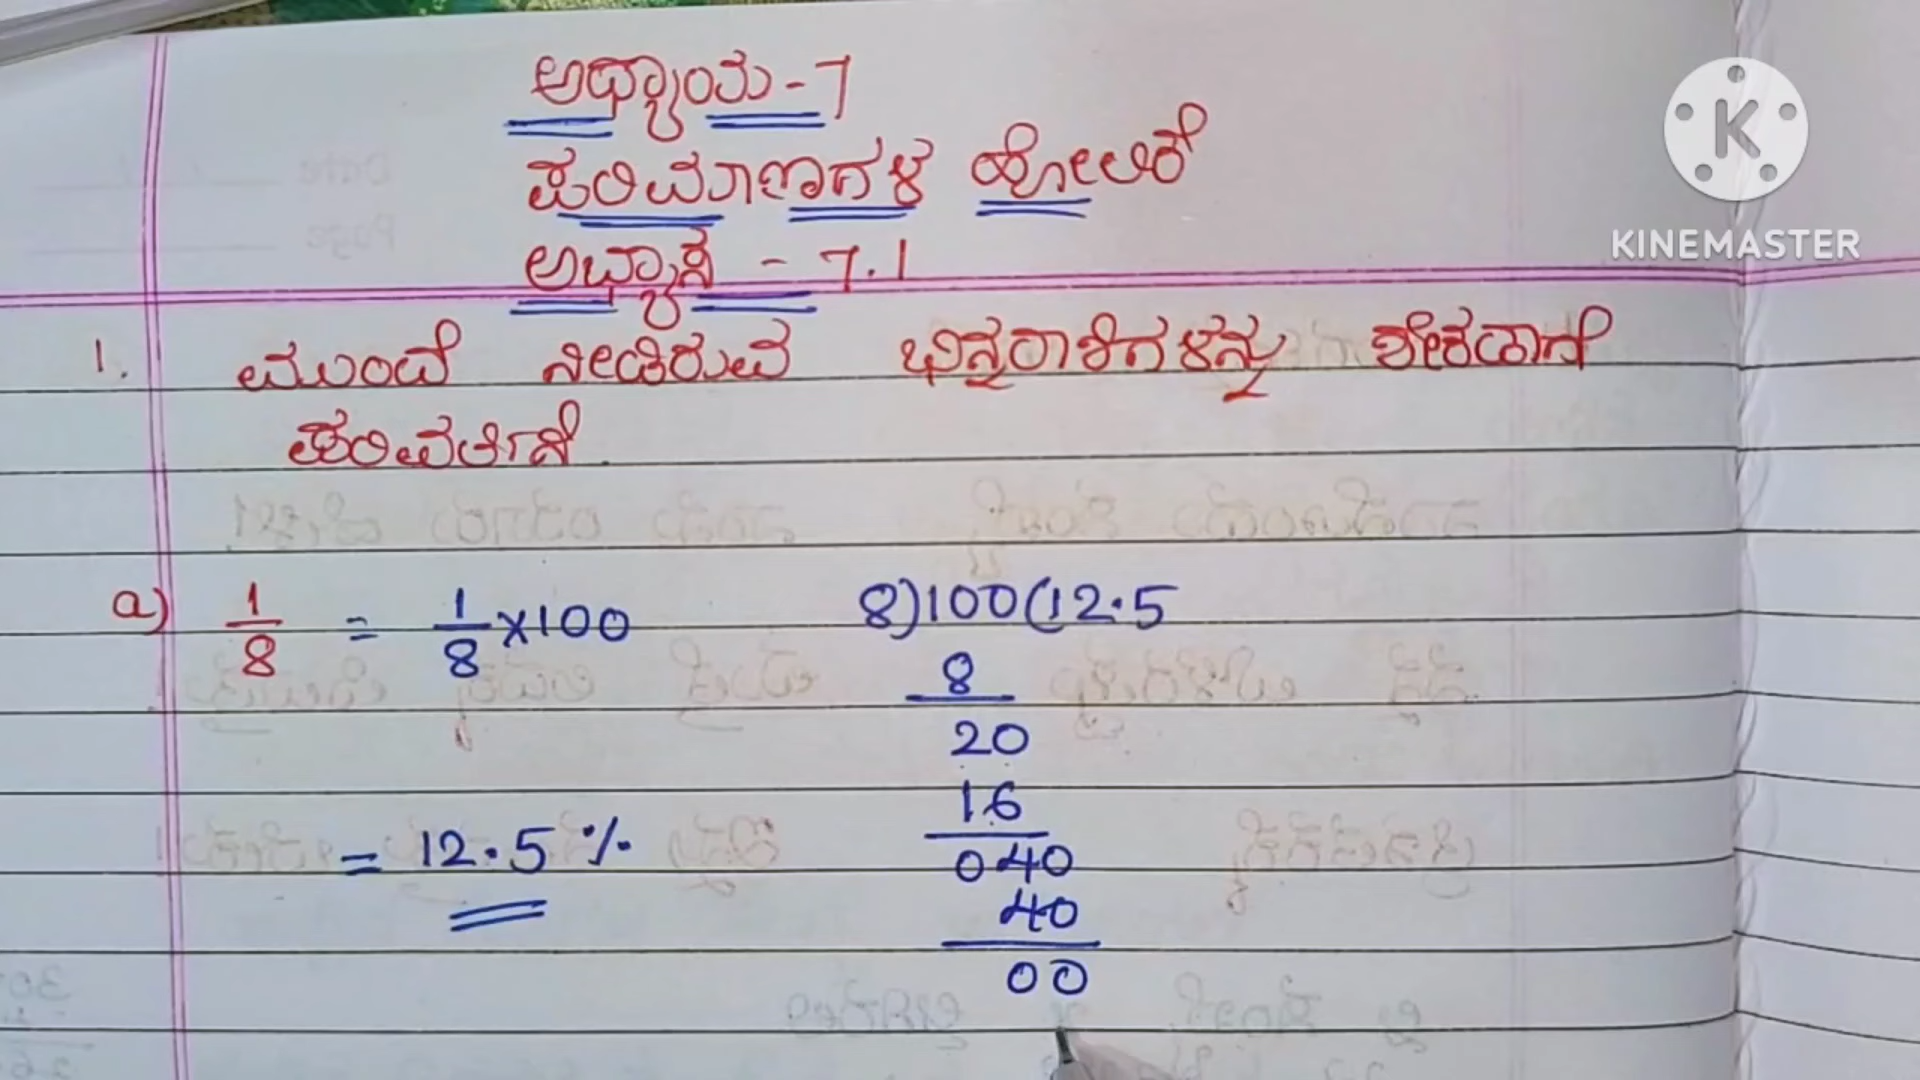 ಅಧ್ಯಾಯ - 7
ಪರಿಮಾಣಗಳ ಹೋಲಿಕೆ
ಅಭ್ಯಾಸ - 7.1
1. ಮುಂದೆ ನೀಡಿರುವ ಭಿನ್ನರಾಶಿಗಳನ್ನು ಶೇಕಡಾಗೆ
ಪರಿವರ್ತಿಸಿ.
a) 1/8 = 1/8 × 100
= 12.5 %
8)100(12.5
8
20
16
040
40
00
K
KINEMASTER